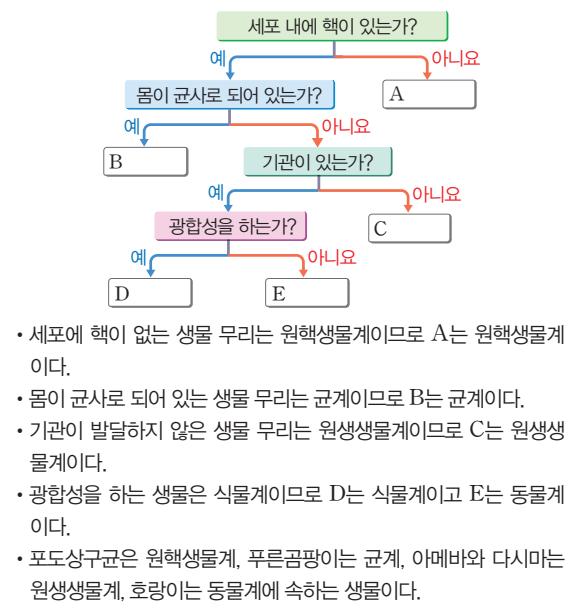 세포 내에 핵이 있는가?
예 아니요
몸이 균사로 되어 있는가? A
예 아니요
B 기관이 있는가?
예 아니요
광합성을 하는가? C
예 아니요
D E
• 세포에 핵이 없는 생물 무리는 원핵생물계이므로 A는 원핵생물계
이다.
• 몸이 균사로 되어 있는 생물 무리는 균계이므로 B는 균계이다.
• 기관이 발달하지 않은 생물 무리는 원생생물계이므로 C는 원생생
물계이다.
• 광합성을 하는 생물은 식물계이므로 D는 식물계이고 E는 동물계
이다.
• 포도상구균은 원핵생물계, 푸른곰팡이는 균계, 아메바와 다시마는
원생생물계, 호랑이는 동물계에 속하는 생물이다.